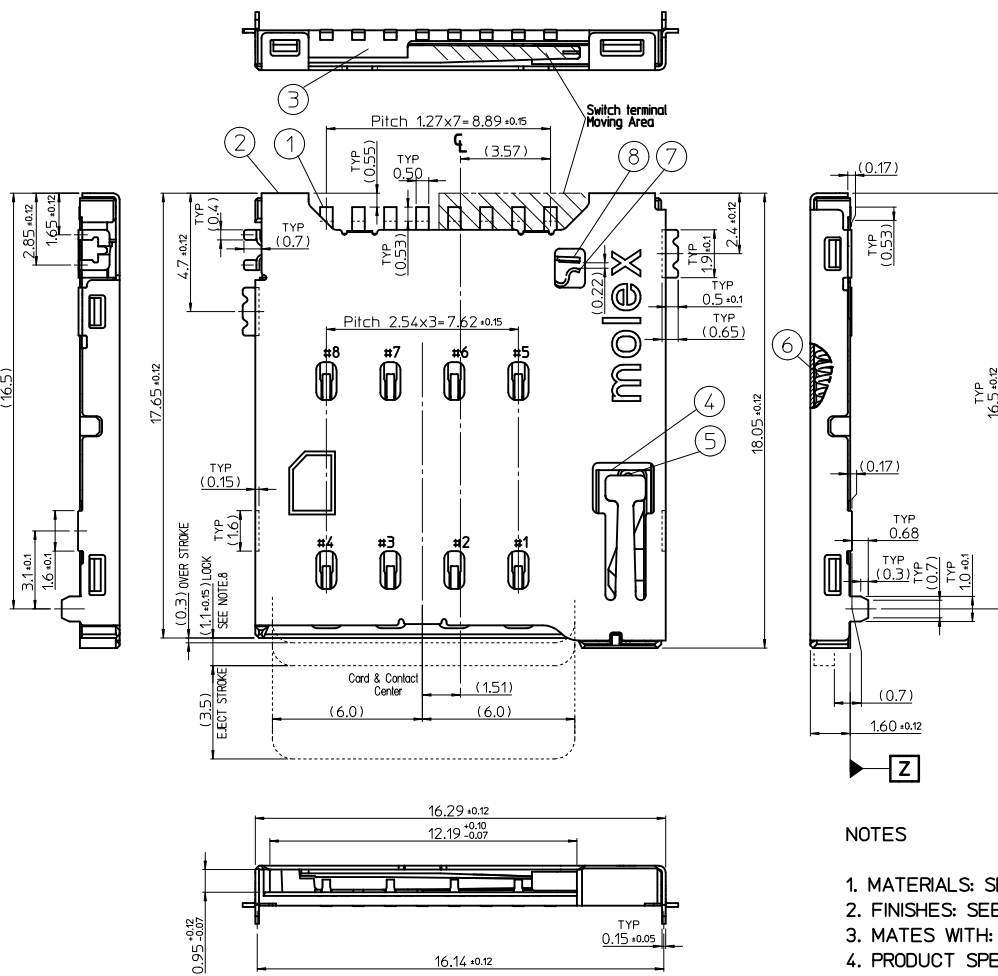 3
Switch terminal
Moving Area
Pitch 1.27x7=8.89 ±0.15
2
1
TYP
(0.55)
TYP
0.50
℄
(3.57)
8
7
(0.17)
2.85 ±0.12
1.65 ±0.12
TYP
(0.4)
TYP
(0.7)
4.7 ±0.12
TYP
(0.53)
(0.22)
2.4 ±0.12
TYP
1.9 ±0.1
TYP
0.5 ±0.1
TYP
(0.65)
TYP
(0.53)
molex
Pitch 2.54x3=7.62 ±0.15
#8
#7
#6
#5
6
(16.5)
17.65 ±0.12
18.05 ±0.12
TYP
16.5 ±0.12
4
5
TYP
(0.15)
TYP
(1.6)
(0.17)
#4
#3
#2
#1
TYP
0.68
TYP
(0.3)
TYP
(0.7)
TYP
1.0 ±0.1
3.1 ±0.1
1.6 ±0.1
(0.3) OVER STROKE
(1.1 ±0.15) LOCK
SEE NOTE.8
(3.5)
EJECT STROKE
Card & Contact
Center
(1.51)
(6.0)
(6.0)
(0.7)
1.60 ±0.12
Z
16.29 ±0.12
12.19 +0.10 -0.07
0.95 +0.12 -0.07
TYP
0.15 ±0.05
16.14 ±0.12
NOTES
1. MATERIALS:
2. FINISHES: SEE
3. MATES WITH:
4. PRODUCT SPE